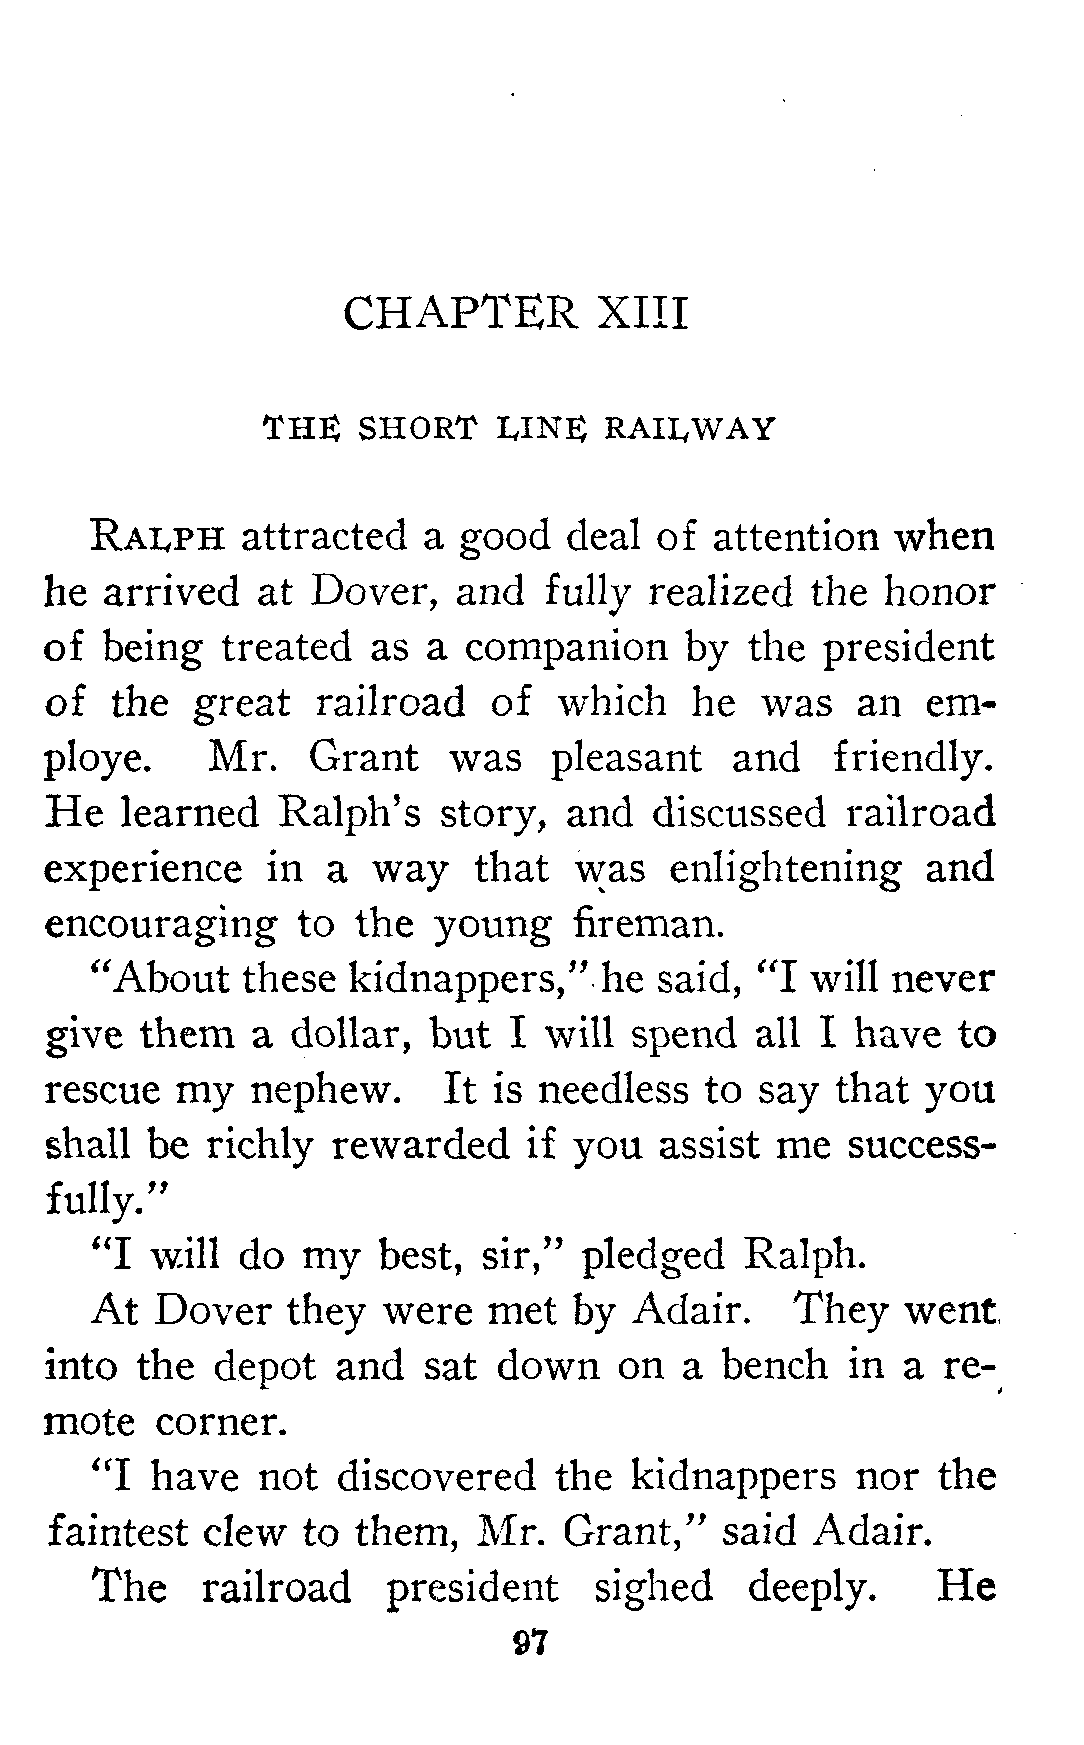 CHAPTER XIII
THE SHORT LINE RAILWAY
RALPH attracted a good deal of attention when
he arrived at Dover, and fully realized the honor
of being treated as a companion by the president
of the great railroad of which he was an em-
ploye. Mr. Grant was pleasant and friendly.
He learned Ralph's story, and discussed railroad
experience in a way that was enlightening and
encouraging to the young fireman.
"About these kidnappers," he said, "I will never
give them a dollar, but I will spend all I have to
rescue my nephew. It is needless to say that you
shall be richly rewarded if you assist me success-
fully."
"I will do my best, sir," pledged Ralph.
At Dover they were met by Adair. They went
into the depot and sat down on a bench in a re-
mote corner.
"I have not discovered the kidnappers nor the
faintest clew to them, Mr. Grant," said Adair.
The railroad president sighed deeply. He
97